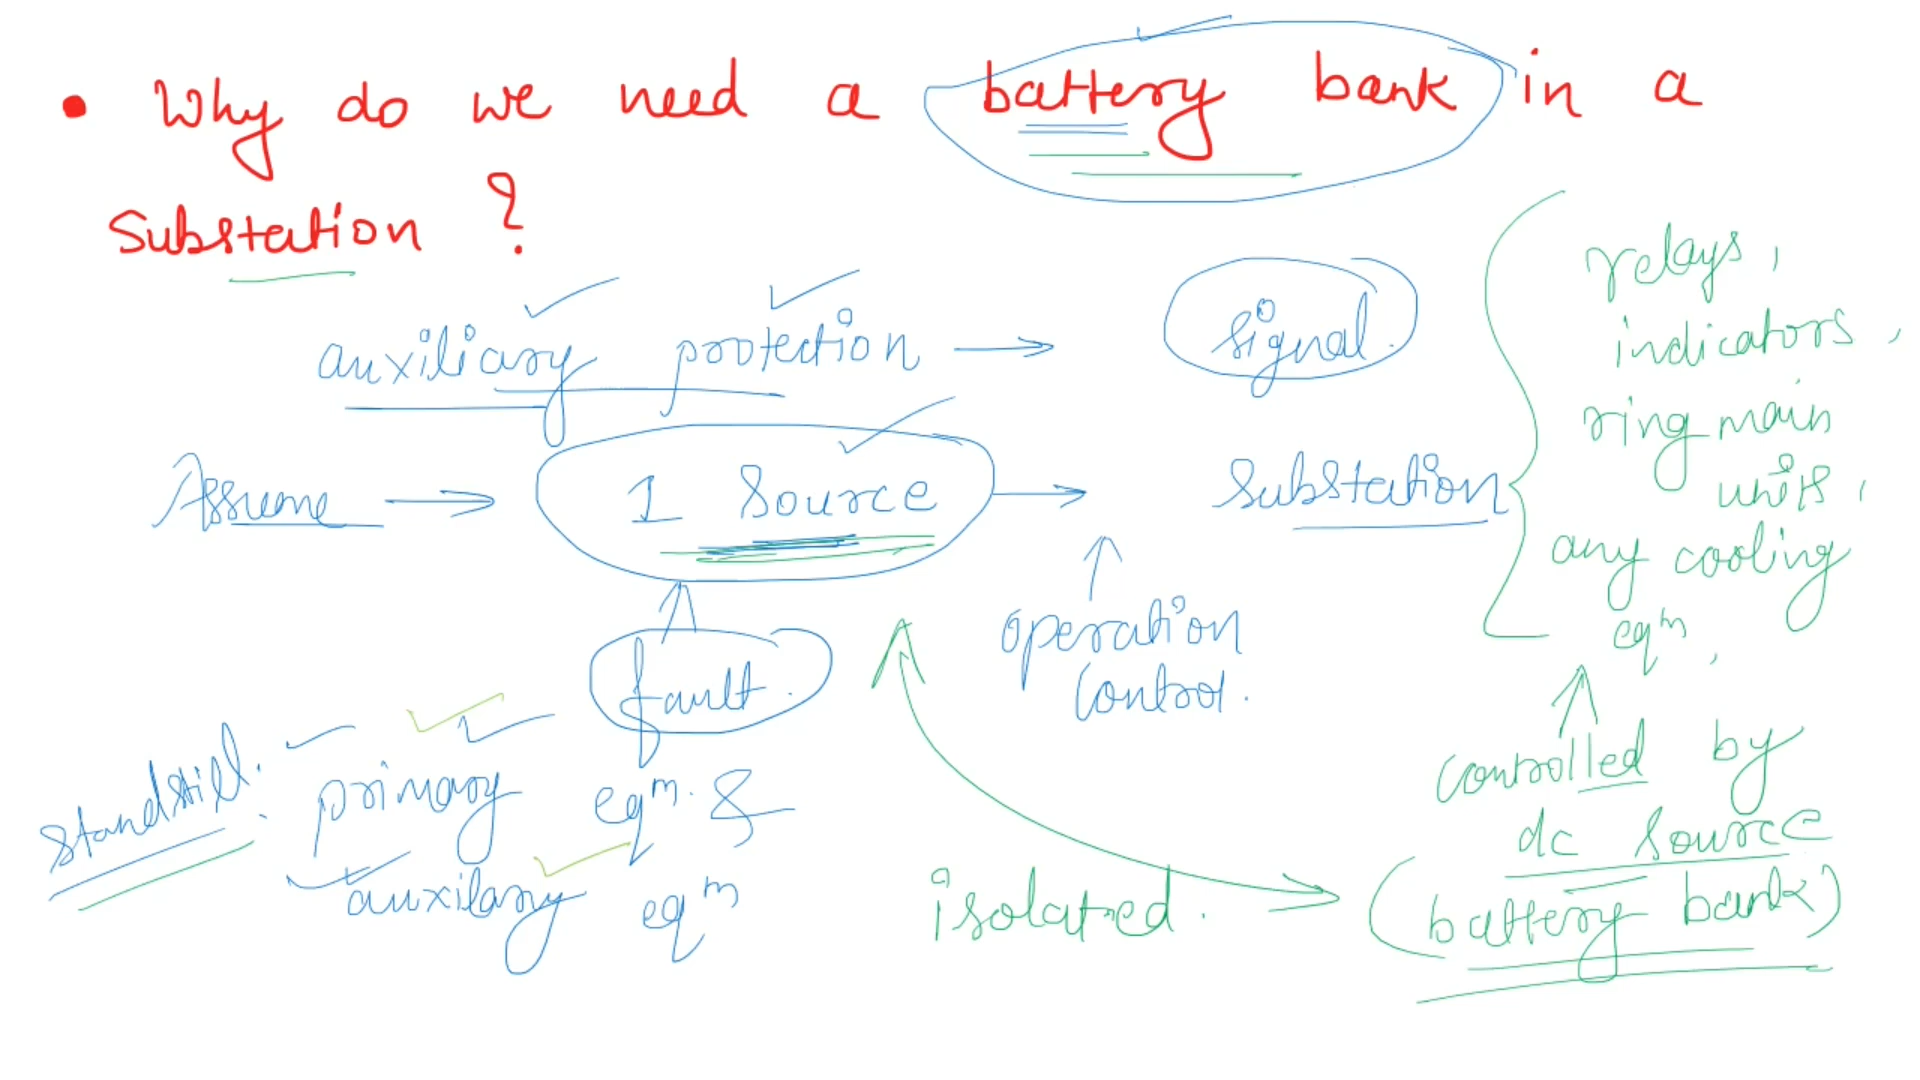 • Why do we need a battery bank in a
Substation ?
auxiliary protection → signal.
Assume → 1 Source → Substation
relays,
indicators,
ring main
units,
any cooling
eqm,
operation
Control.
fault.
standstill.
primary eqm. &
auxilary eqm
isolated.
controlled by
dc source
(battery bank)